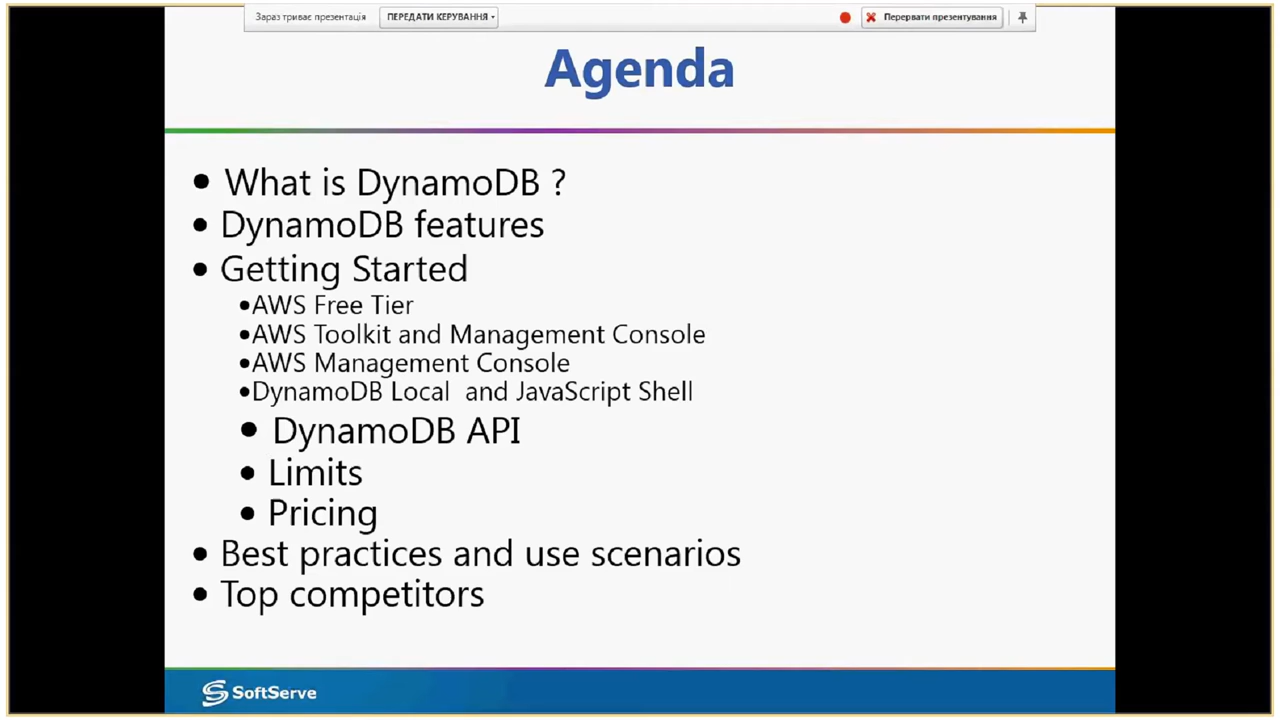 Зараз триває презентація
ПЕРЕДАТИ КЕРУВАННЯ
Перервати презентування
Agenda
• What is DynamoDB ?
• DynamoDB features
• Getting Started
•AWS Free Tier
•AWS Toolkit and Management Console
•AWS Management Console
•DynamoDB Local and JavaScript Shell
• DynamoDB API
• Limits
• Pricing
• Best practices and use scenarios
• Top competitors
SoftServe